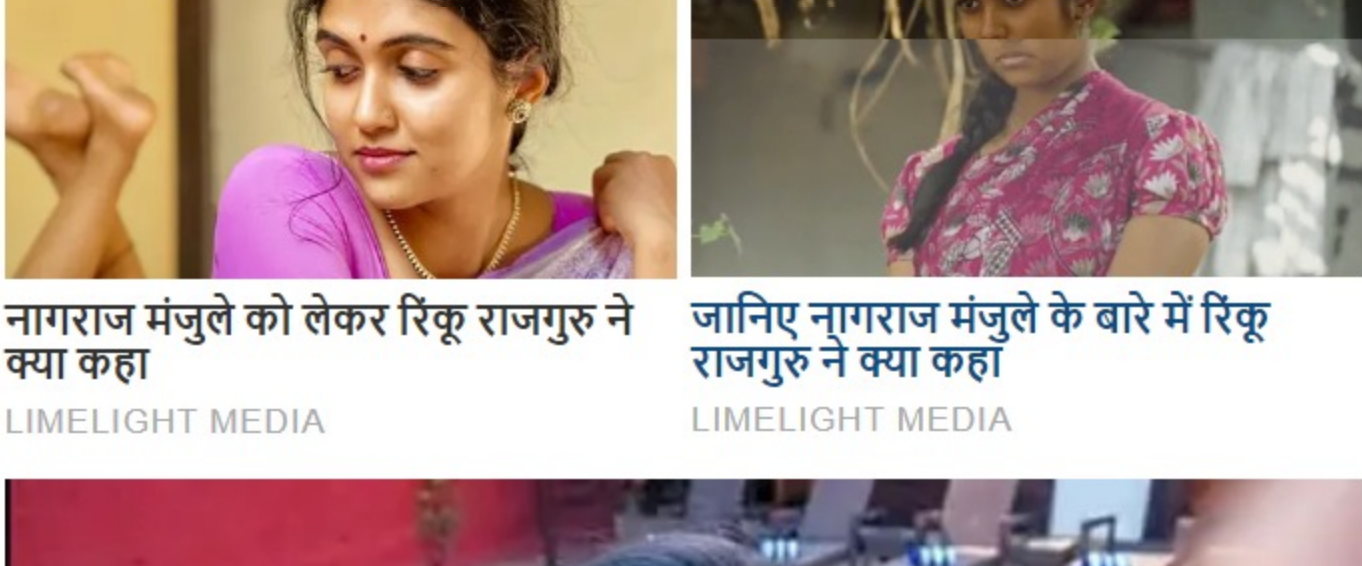 नागराज मंजुले को लेकर रिंकू राजगुरु ने
क्या कहा
LIMELIGHT MEDIA
जानिए नागराज मंजुले के बारे में रिंकू
राजगुरु ने क्या कहा
LIMELIGHT MEDIA